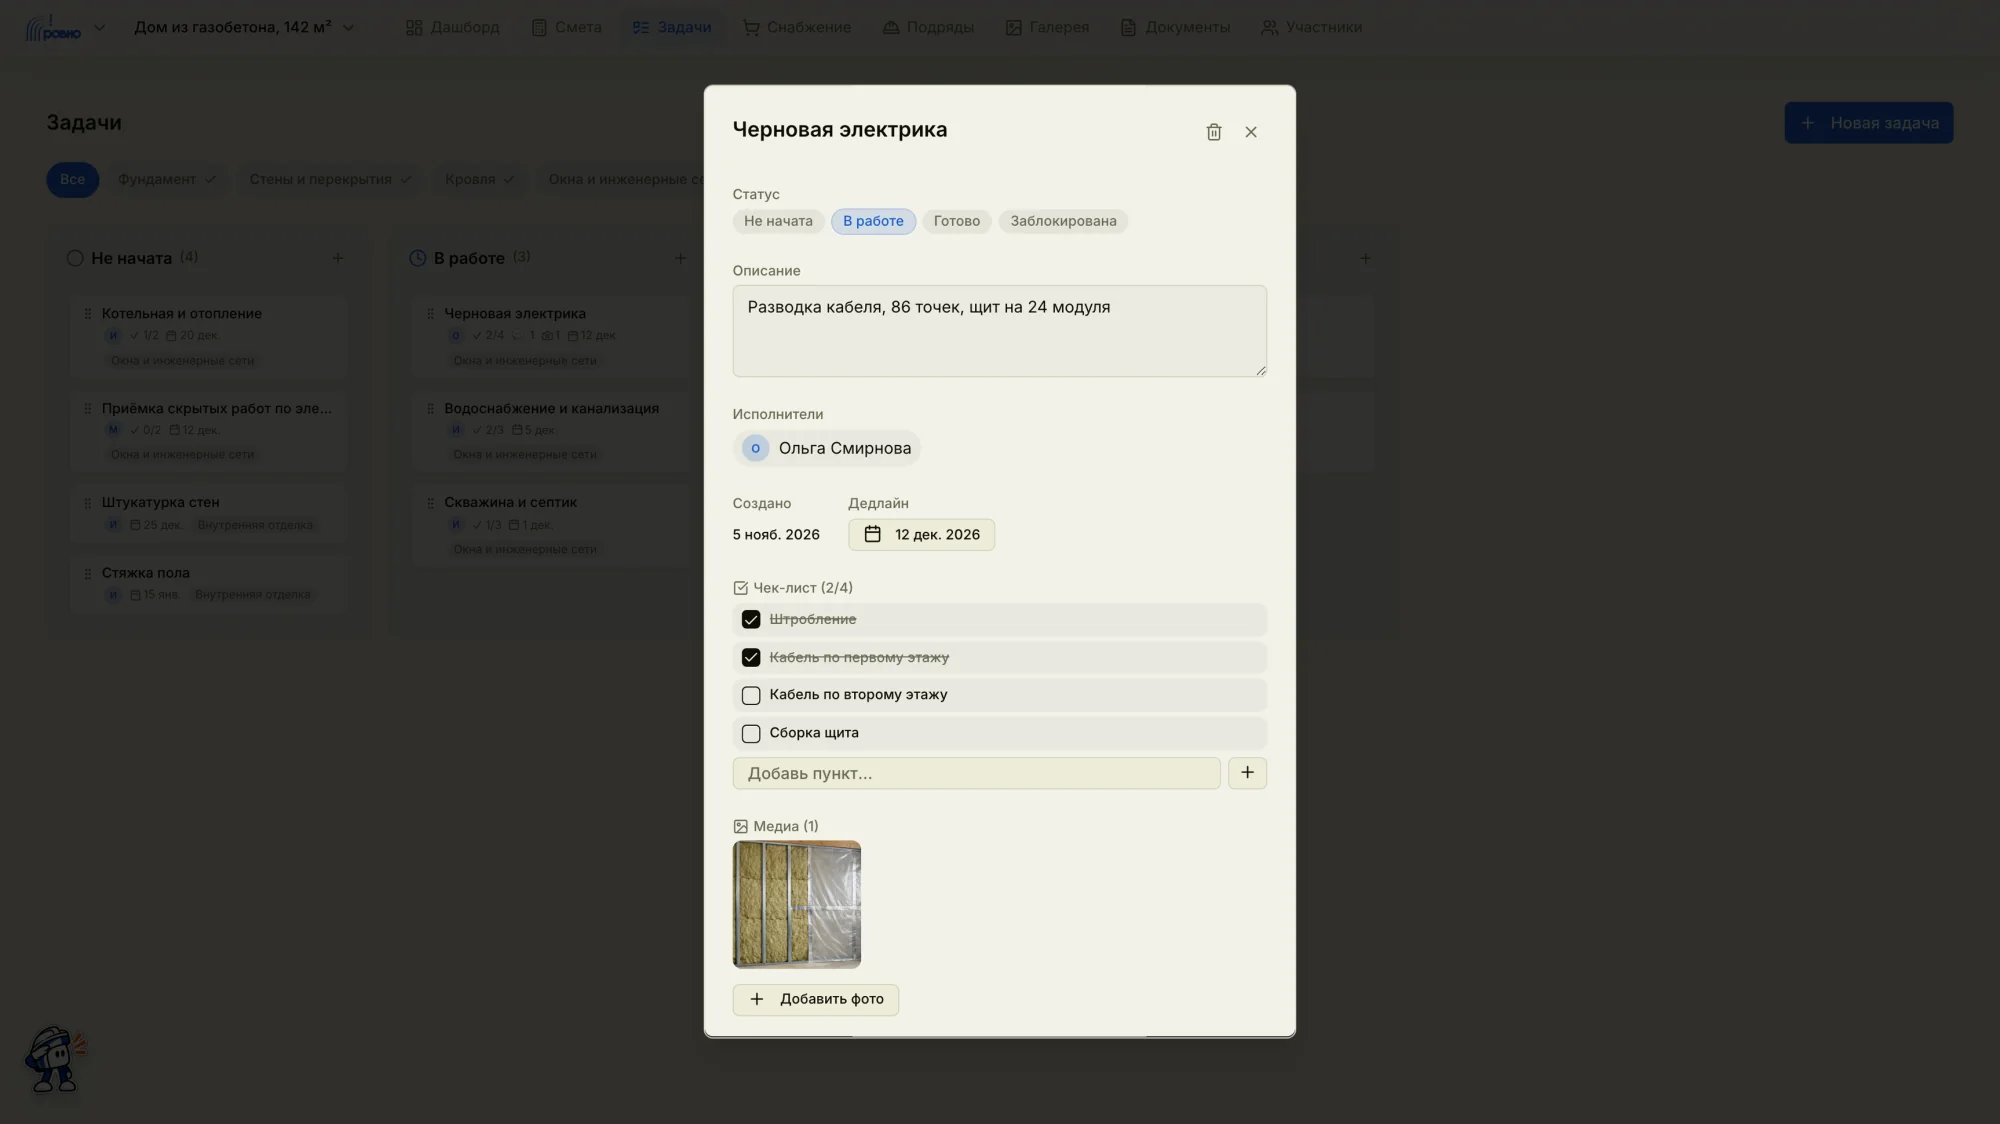 ровно
Дом из газобетона, 142 м²
Дашборд
Смета
Задачи
Снабжение
Подряды
Галерея
Документы
Участники
Задачи
Новая задача
Все
Фундамент
Стены и перекрытия
Кровля
Окна и инженерные се
Не начата (4)
Котельная и отопление
И 1/2 20 дек.
Окна и инженерные сети
Приёмка скрытых работ по эле...
М 0/2 12 дек.
Окна и инженерные сети
Штукатурка стен
И 25 дек. Внутренняя отделка
Стяжка пола
И 15 янв. Внутренняя отделка
В работе (3)
Черновая электрика
О 2/4 1 1 12 дек.
Окна и инженерные сети
Водоснабжение и канализация
И 2/3 5 дек.
Окна и инженерные сети
Скважина и септик
И 1/3 1 дек.
Окна и инженерные сети
Черновая электрика
Статус
Не начата
В работе
Готово
Заблокирована
Описание
Разводка кабеля, 86 точек, щит на 24 модуля
Исполнители
О Ольга Смирнова
Создано
5 нояб. 2026
Дедлайн
12 дек. 2026
Чек-лист (2/4)
Штробление
Кабель по первому этажу
Кабель по второму этажу
Сборка щита
Добавь пункт...
Медиа (1)
Добавить фото